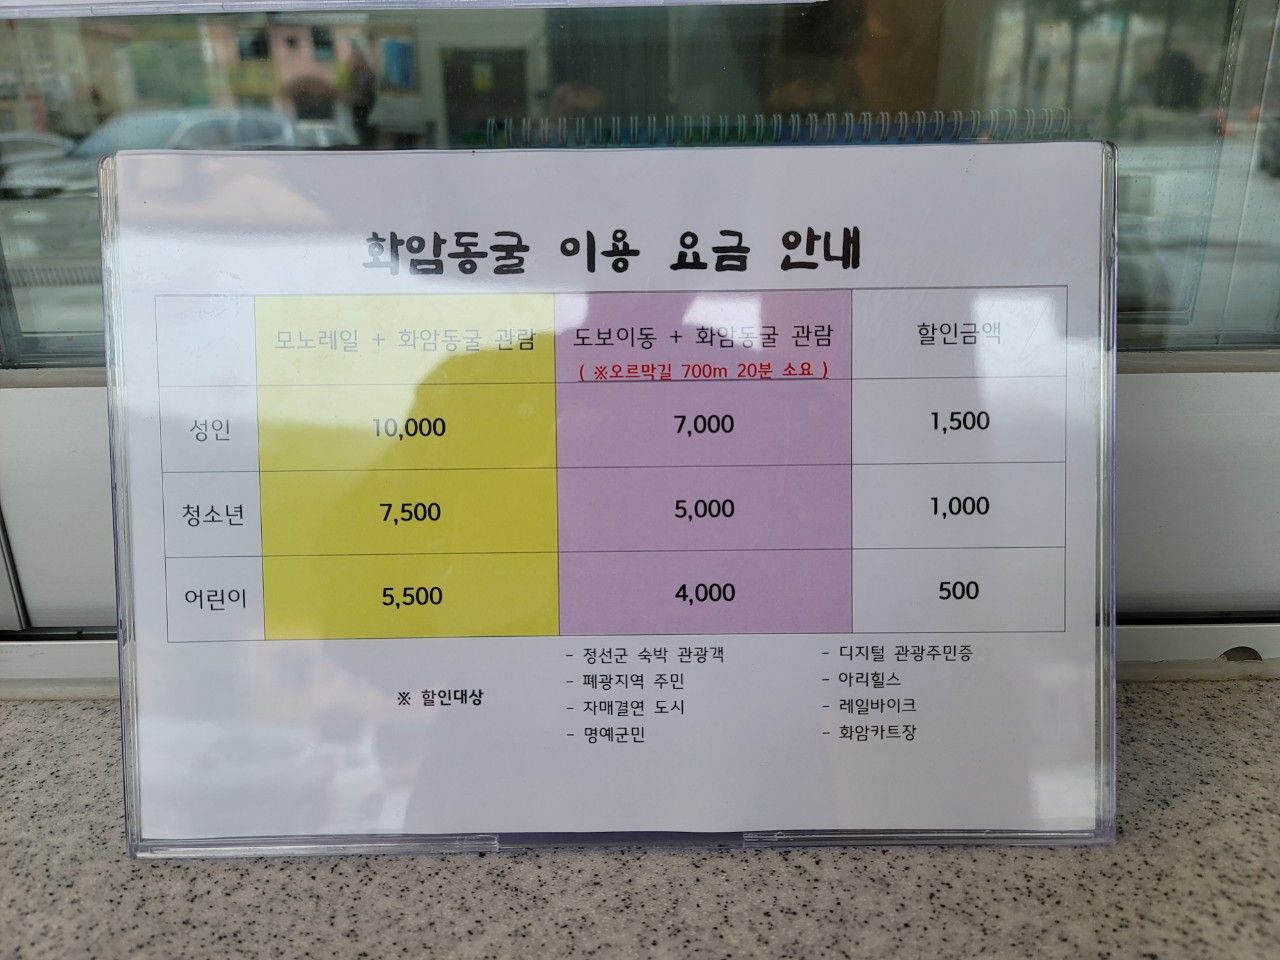 화암동굴 이용 요금 안내
모노레일 + 화암동굴 관람 도보이동 + 화암동굴 관람 할인금액
( ※오르막길 700m 20분 소요 )
성인 10,000 7,000 1,500
청소년 7,500 5,000 1,000
어린이 5,500 4,000 500
※ 할인대상
- 정선군 숙박 관광객
- 폐광지역 주민
- 자매결연 도시
- 명예군민
- 디지털 관광주민증
- 아리힐스
- 레일바이크
- 화암카트장